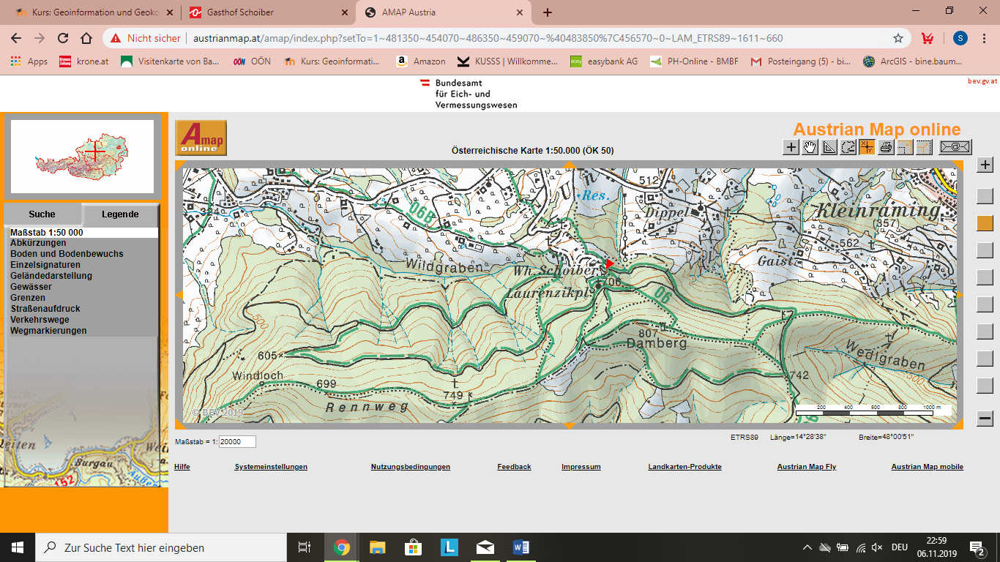 Kurs: Geoinformation und Geoko
Gasthof Schoiber
AMAP Austria
Nicht sicher
austrianmap.at/amap/index.php?setTo=1~481350~454070~486350~459070~%40483850%7C456570~0~LAM_ETRS89~1611~660
S
Apps
krone.at
Visitenkarte von Ba...
OÖN
OÖN
Kurs: Geoinformati...
Amazon
KUSSS | Willkomme...
easy
easybank AG
PH-Online - BMBF
Posteingang (5) - bi...
ArcGIS - bine.baum...
Bundesamt
für Eich- und
Vermessungswesen
bev.gv.at
Amap
online
Austrian Map online
Österreichische Karte 1:50.000 (ÖK 50)
Suche
Legende
Maßstab 1:50 000
Abkürzungen
Boden und Bodenbewuchs
Einzelsignaturen
Geländedarstellung
Gewässer
Grenzen
Straßenaufdruck
Verkehrswege
Wegmarkierungen
512
Res.
Dippel
06B
Kleinraming
(357)
562
Wildgraben
Gaist
Wh.Schoiber
706
Laurenzikpl.
06
500
807
Damberg
605
Wedlgraben
500
Windloch
699
742
749
Rennweg
© BEV 2019
200 400 600 800 1000 m
Maßstab = 1: 20000
ETRS89 Länge=14°28'38'' Breite=48°00'51''
Hilfe
Systemeinstellungen
Nutzungsbedingungen
Feedback
Impressum
Landkarten-Produkte
Austrian Map Fly
Austrian Map mobile
Burgau
152
Zur Suche Text hier eingeben
L
DEU
22:59
06.11.2019
2